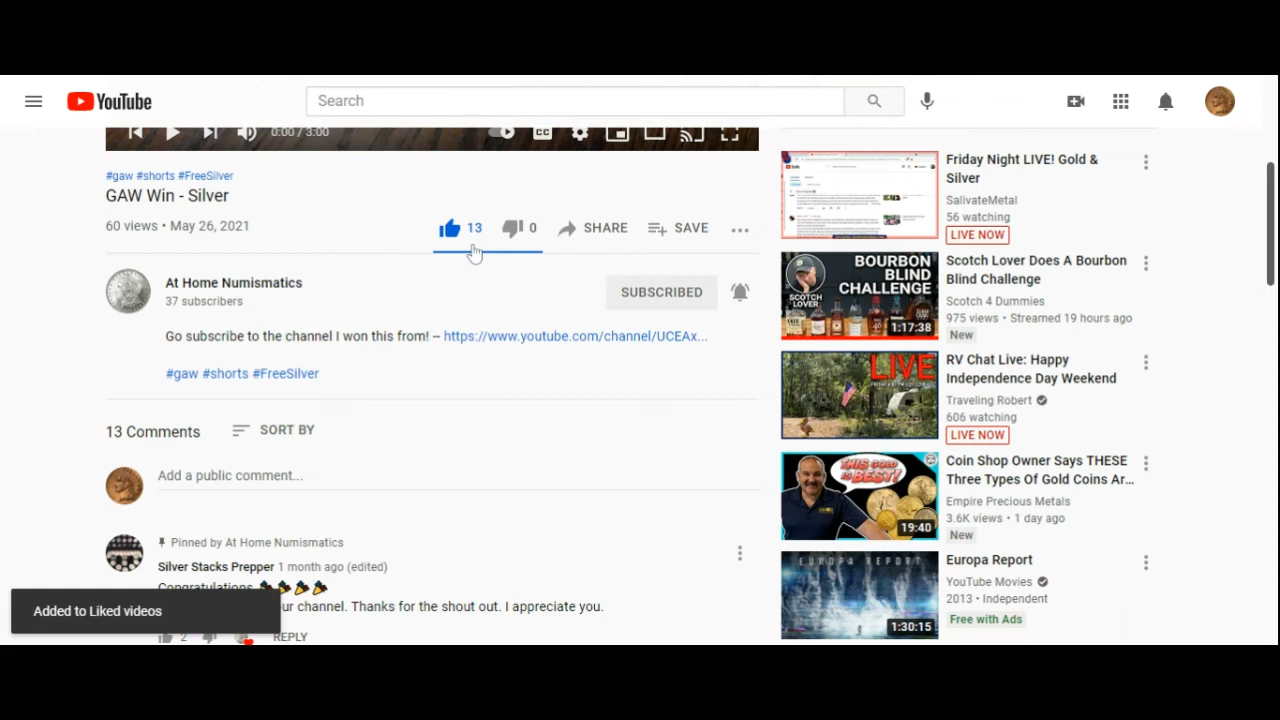 YouTube
Search
0:00 / 3:00
CC
#gaw #shorts #FreeSilver
GAW Win - Silver
60 views • May 26, 2021
13
0
SHARE
SAVE
At Home Numismatics
37 subscribers
SUBSCRIBED
Go subscribe to the channel I won this from! -- https://www.youtube.com/channel/UCEAx...
#gaw #shorts #FreeSilver
13 Comments
SORT BY
Add a public comment...
Pinned by At Home Numismatics
Silver Stacks Prepper 1 month ago (edited)
Congratulations
ur channel. Thanks for the shout out. I appreciate you.
2
REPLY
Added to Liked videos
Friday Night LIVE! Gold &
Silver
SalivateMetal
56 watching
LIVE NOW
BOURBON
BLIND
CHALLENGE
SCOTCH
LOVER
1:17:38
Scotch Lover Does A Bourbon
Blind Challenge
Scotch 4 Dummies
975 views • Streamed 19 hours ago
New
LIVE
RV Chat Live: Happy
Independence Day Weekend
Traveling Robert
606 watching
LIVE NOW
THIS GOLD
IS BEST!
19:40
Coin Shop Owner Says THESE
Three Types Of Gold Coins Ar...
Empire Precious Metals
3.6K views • 1 day ago
New
EUROPA REPORT
1:30:15
Europa Report
YouTube Movies
2013 • Independent
Free with Ads